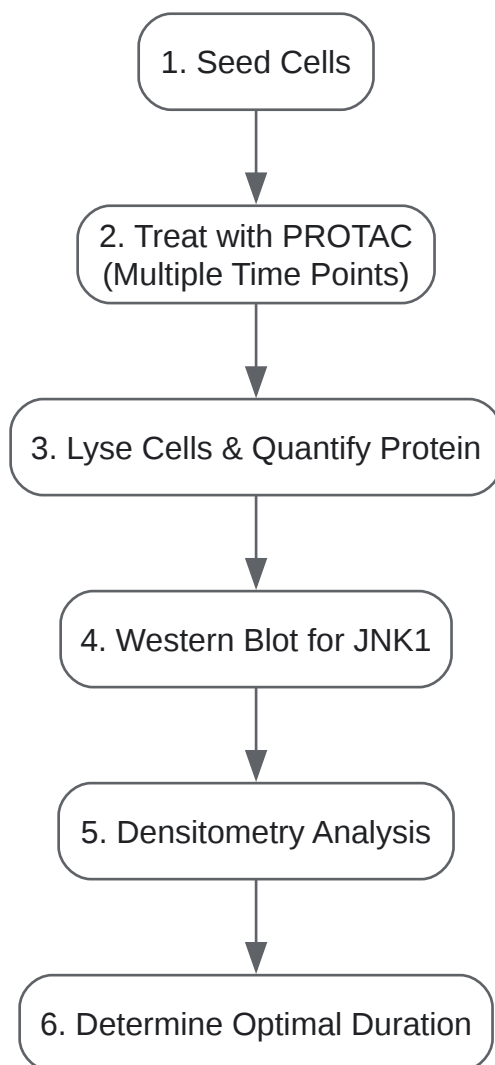 1. Seed Cells
2. Treat with PROTAC
(Multiple Time Points)
3. Lyse Cells & Quantify Protein
4. Western Blot for JNK1
5. Densitometry Analysis
6. Determine Optimal Duration